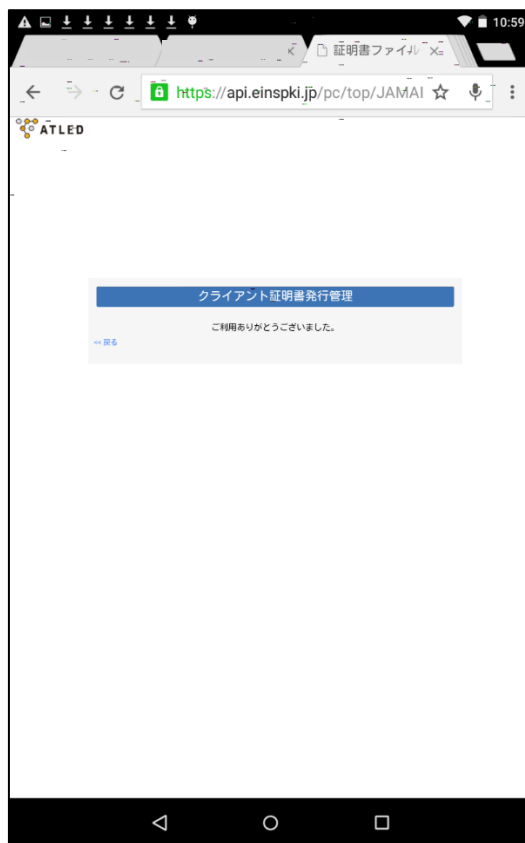 10:59
証明書ファイル
https://api.einspki.jp/pc/top/JAMAI
ATLED
クライアント証明書発行管理
ご利用ありがとうございました。
<< 戻る